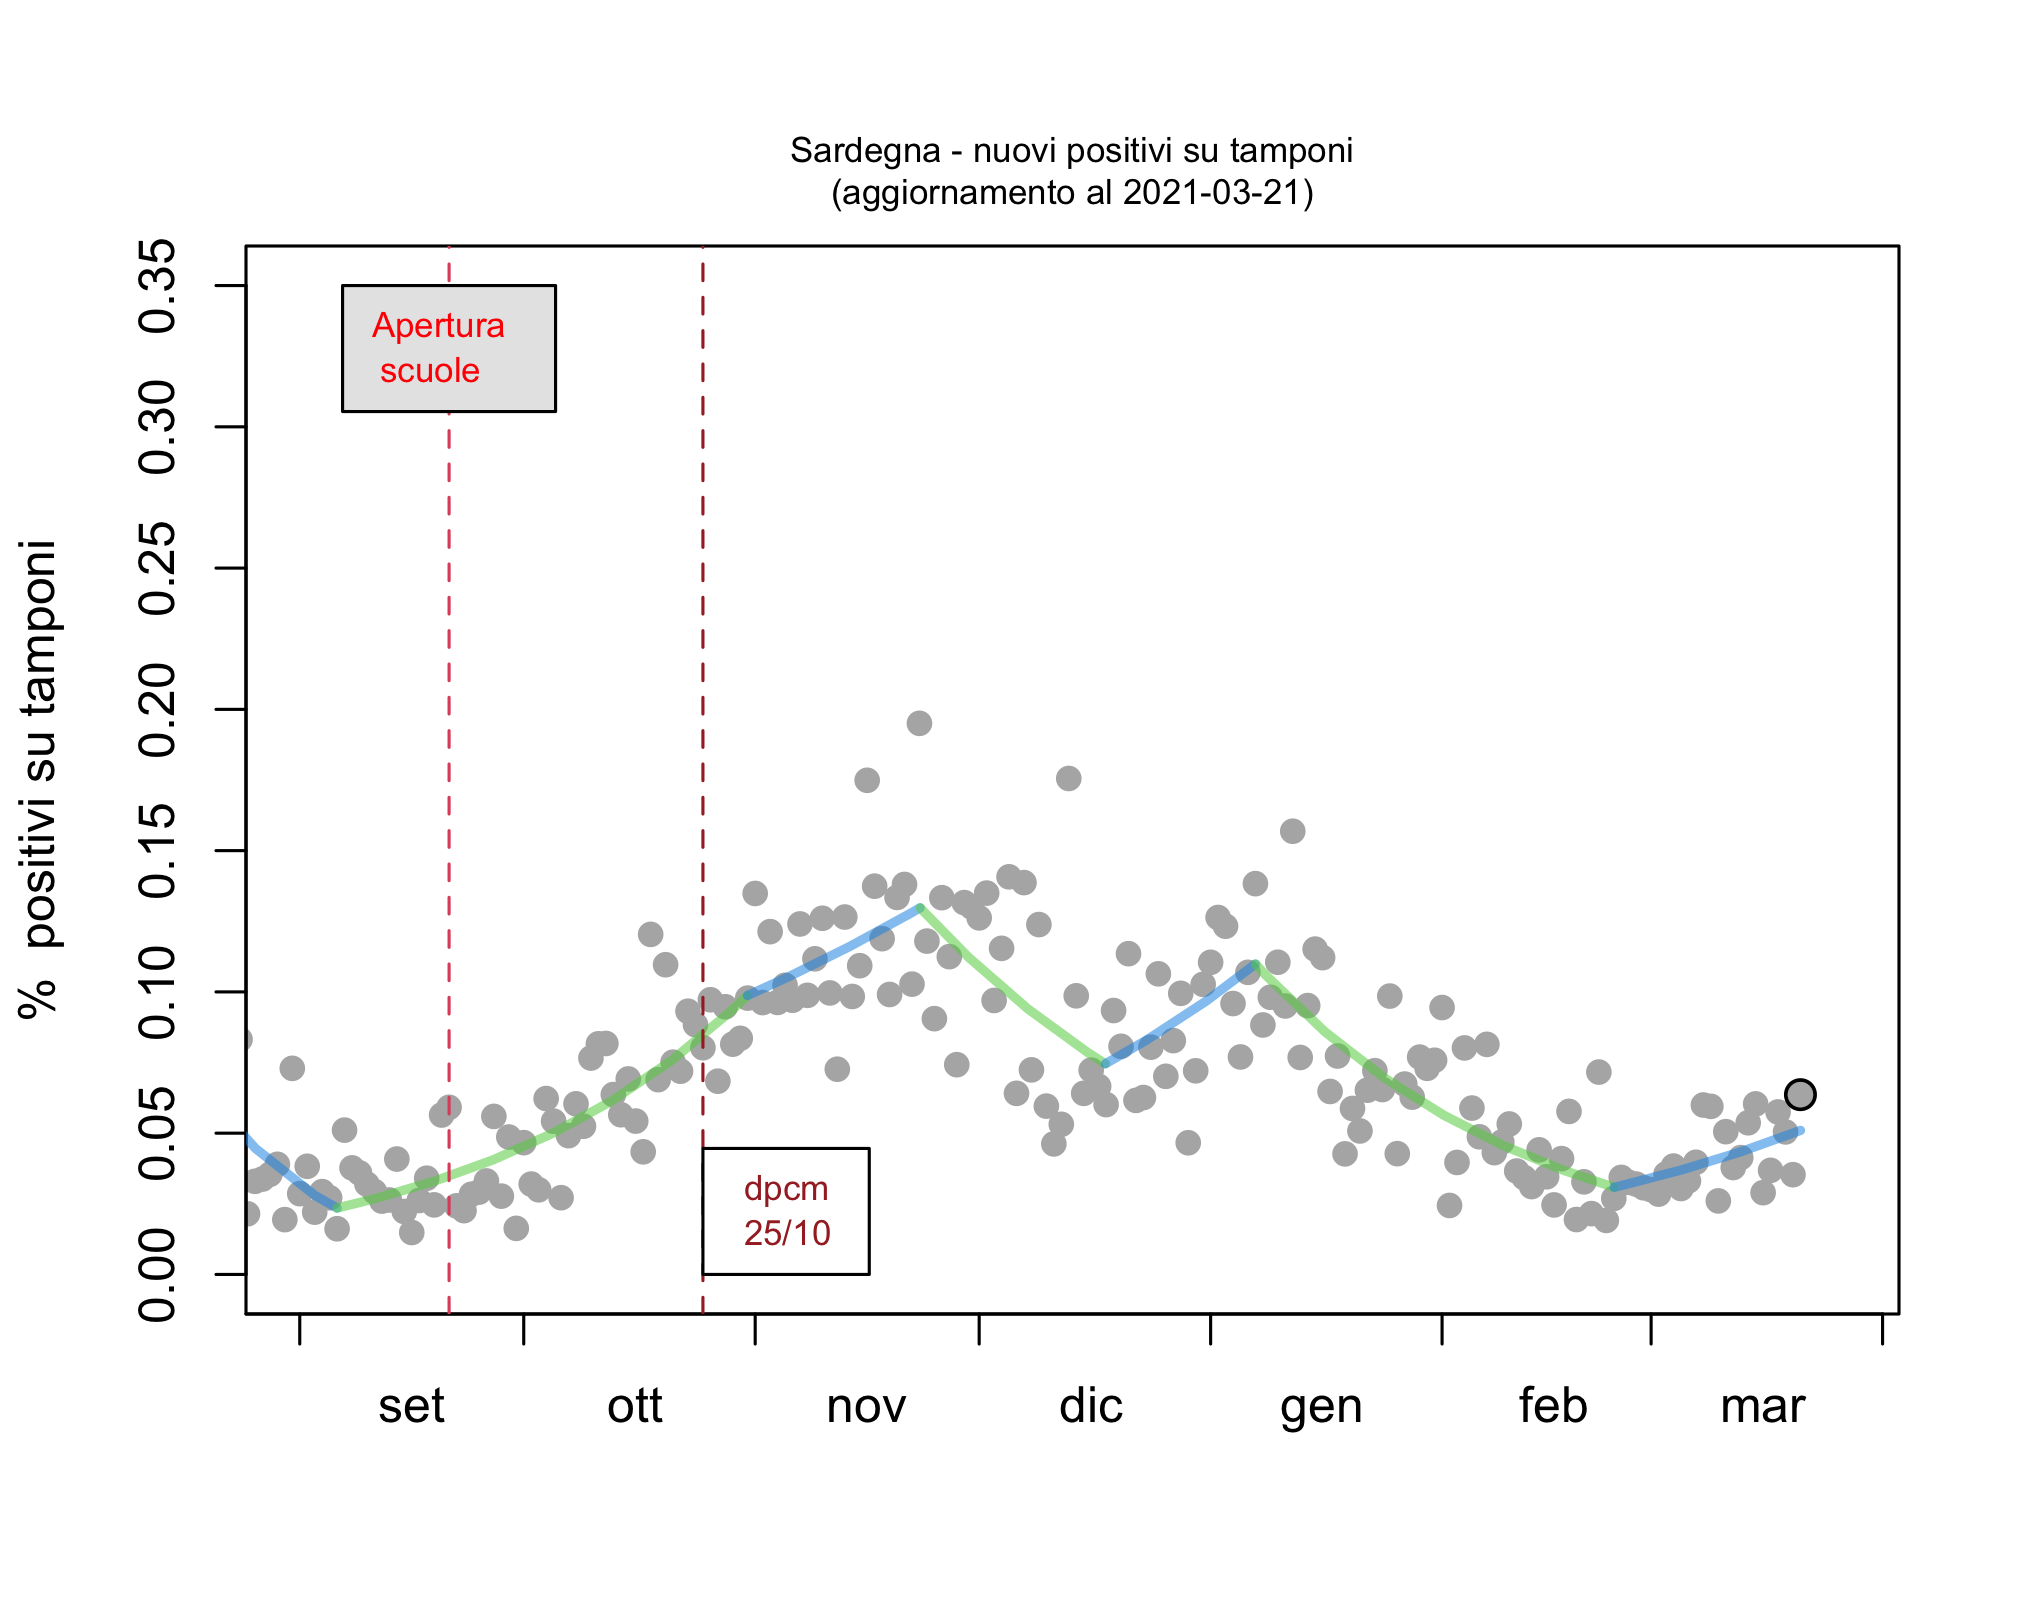 Sardegna - nuovi positivi su tamponi
(aggiornamento al 2021-03-21)
% positivi su tamponi
0.35
0.30
0.25
0.20
0.15
0.10
0.05
0.00
Apertura
scuole
dpcm
25/10
set
ott
nov
dic
gen
feb
mar